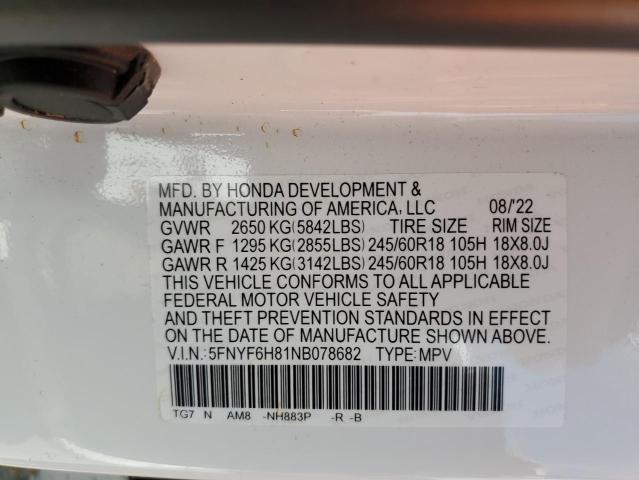 MFD. BY HONDA DEVELOPMENT &
MANUFACTURING OF AMERICA, LLC 08/'22
GVWR 2650 KG(5842LBS) TIRE SIZE RIM SIZE
GAWR F 1295 KG(2855LBS) 245/60R18 105H 18X8.0J
GAWR R 1425 KG(3142LBS) 245/60R18 105H 18X8.0J
THIS VEHICLE CONFORMS TO ALL APPLICABLE
FEDERAL MOTOR VEHICLE SAFETY
AND THEFT PREVENTION STANDARDS IN EFFECT
ON THE DATE OF MANUFACTURE SHOWN ABOVE.
V.I.N.:5FNYF6H81NB078682 TYPE:MPV
TG7 N AM8 -NH883P -R -B